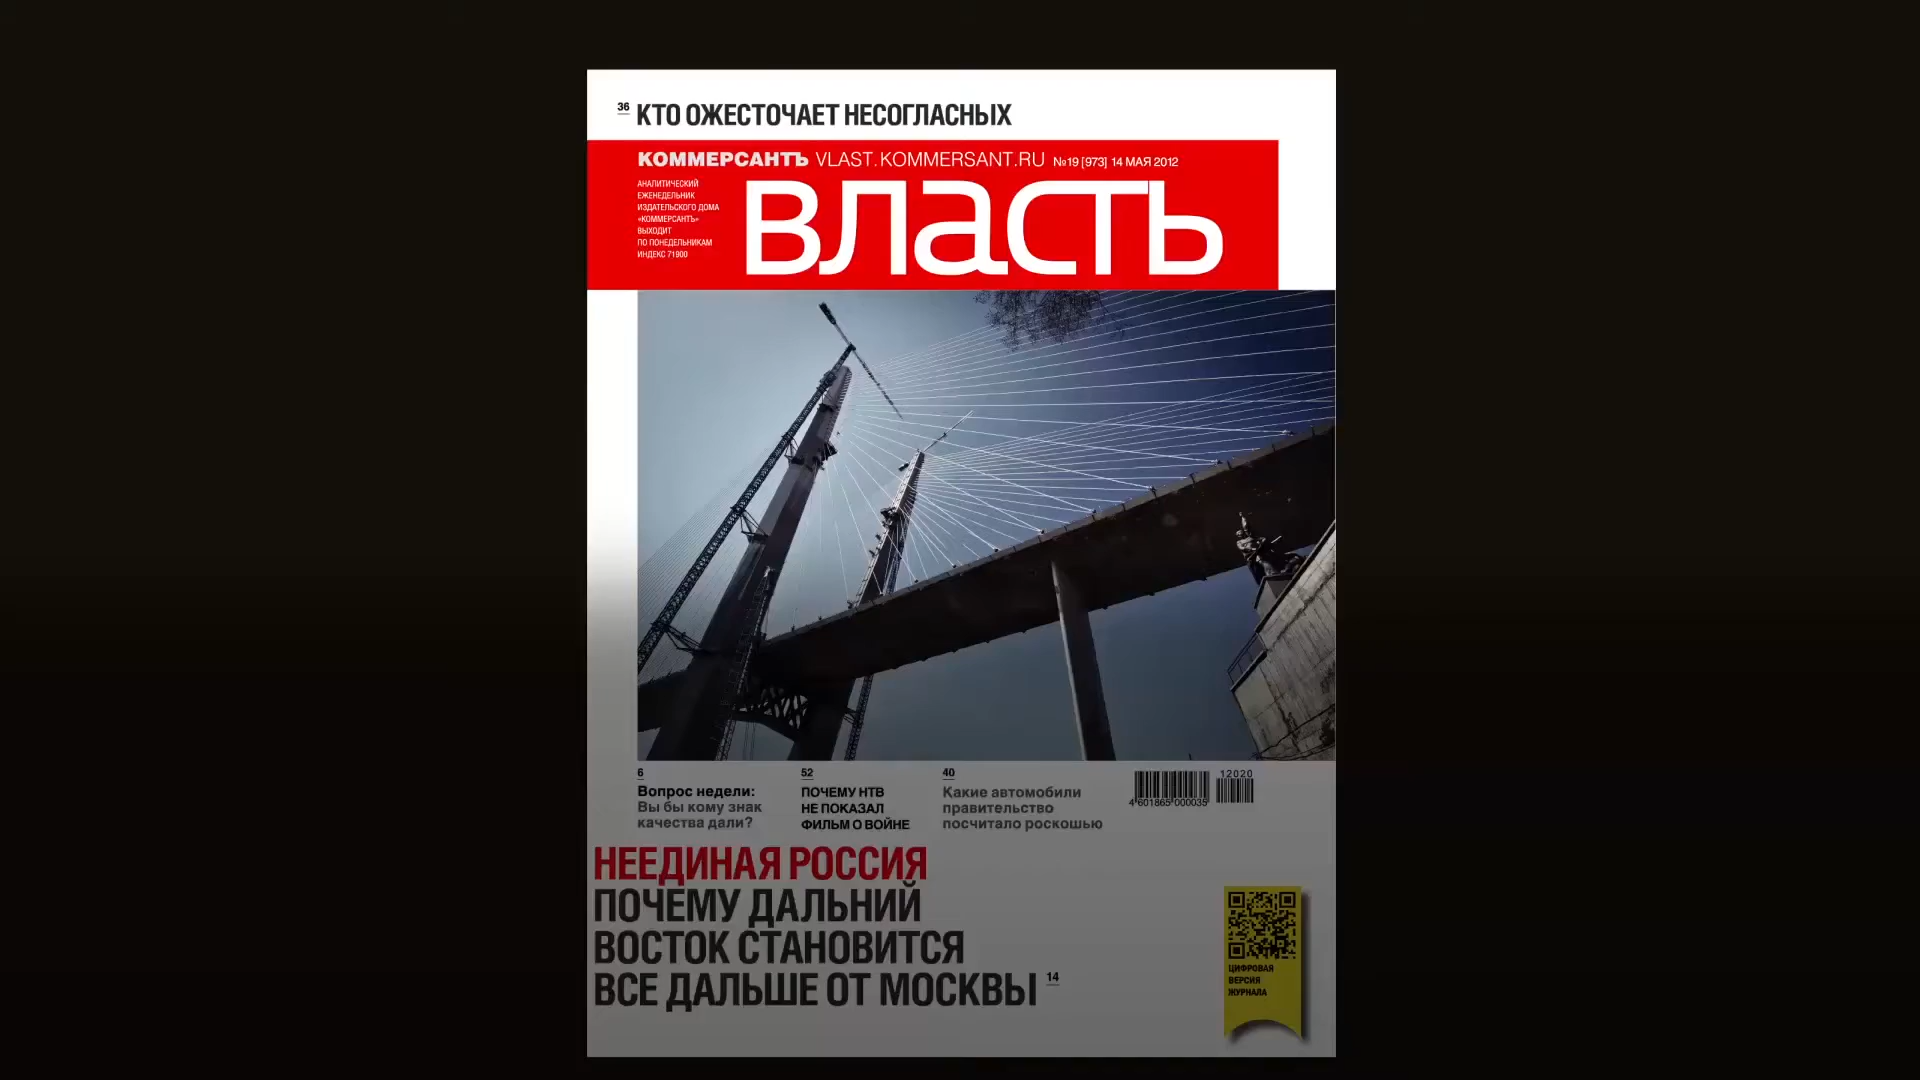 36 КТО ОЖЕСТОЧАЕТ НЕСОГЛАСНЫХ
КОММЕРСАНТЪ VLAST.KOMMERSANT.RU №19 [973] 14 МАЯ 2012
АНАЛИТИЧЕСКИЙ
ЕЖЕНЕДЕЛЬНИК
ИЗДАТЕЛЬСКОГО ДОМА
«КОММЕРСАНТЪ»
ВЫХОДИТ
ПО ПОНЕДЕЛЬНИКАМ
ИНДЕКС 71900
власть
6
Вопрос недели:
Вы бы кому знак
качества дали?
52
ПОЧЕМУ НТВ
НЕ ПОКАЗАЛ
ФИЛЬМ О ВОЙНЕ
40
Какие автомобили
правительство
посчитало роскошью
12020
4 601865 000035
НЕЕДИНАЯ РОССИЯ
ПОЧЕМУ ДАЛЬНИЙ
ВОСТОК СТАНОВИТСЯ
ВСЕ ДАЛЬШЕ ОТ МОСКВЫ 14
ЦИФРОВАЯ
ВЕРСИЯ
ЖУРНАЛА